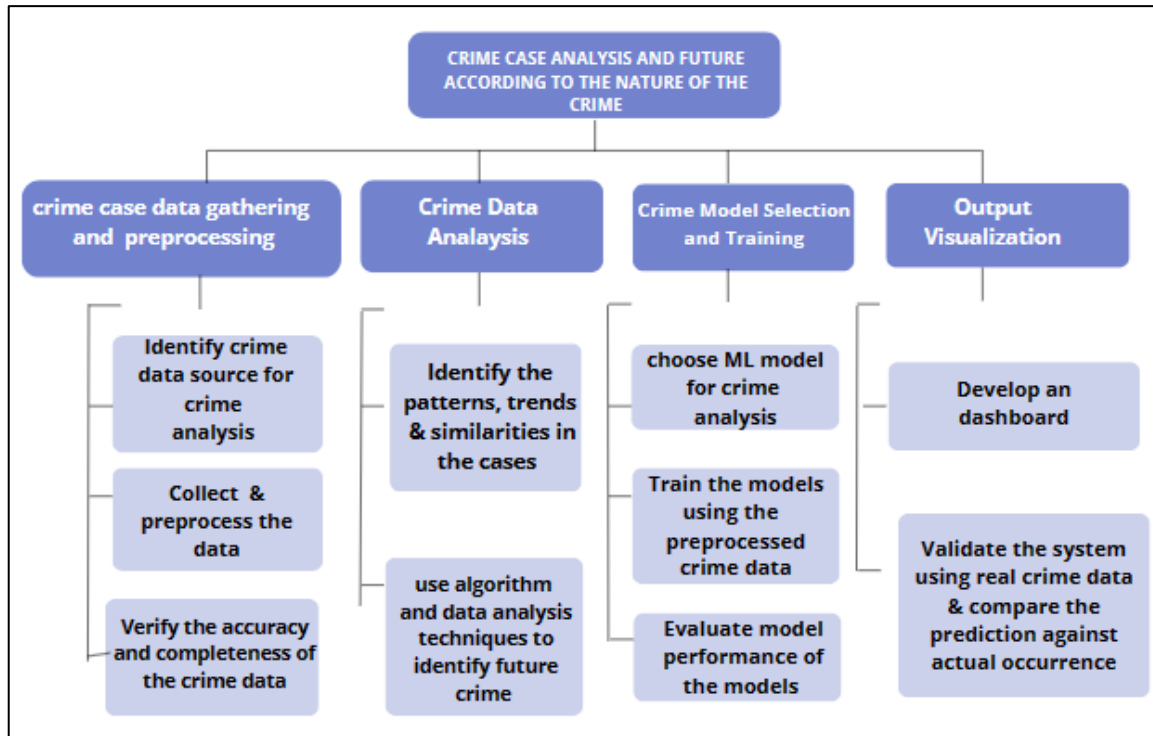 CRIME CASE ANALYSIS AND FUTURE
ACCORDING TO THE NATURE OF THE
CRIME
crime case data gathering
and preprocessing
Identify crime
data source for
crime
analysis
Collect &
preprocess the
data
Verify the accuracy
and completeness of
the crime data
Crime Data
Analaysis
Identify the
patterns, trends
& similarities in
the cases
use algorithm
and data analysis
techniques to
identify future
crime
Crime Model Selection
and Training
choose ML model
for crime
analysis
Train the models
using the
preprocessed
crime data
Evaluate model
performance of
the models
Output
Visualization
Develop an
dashboard
Validate the system
using real crime data
& compare the
prediction against
actual occurrence